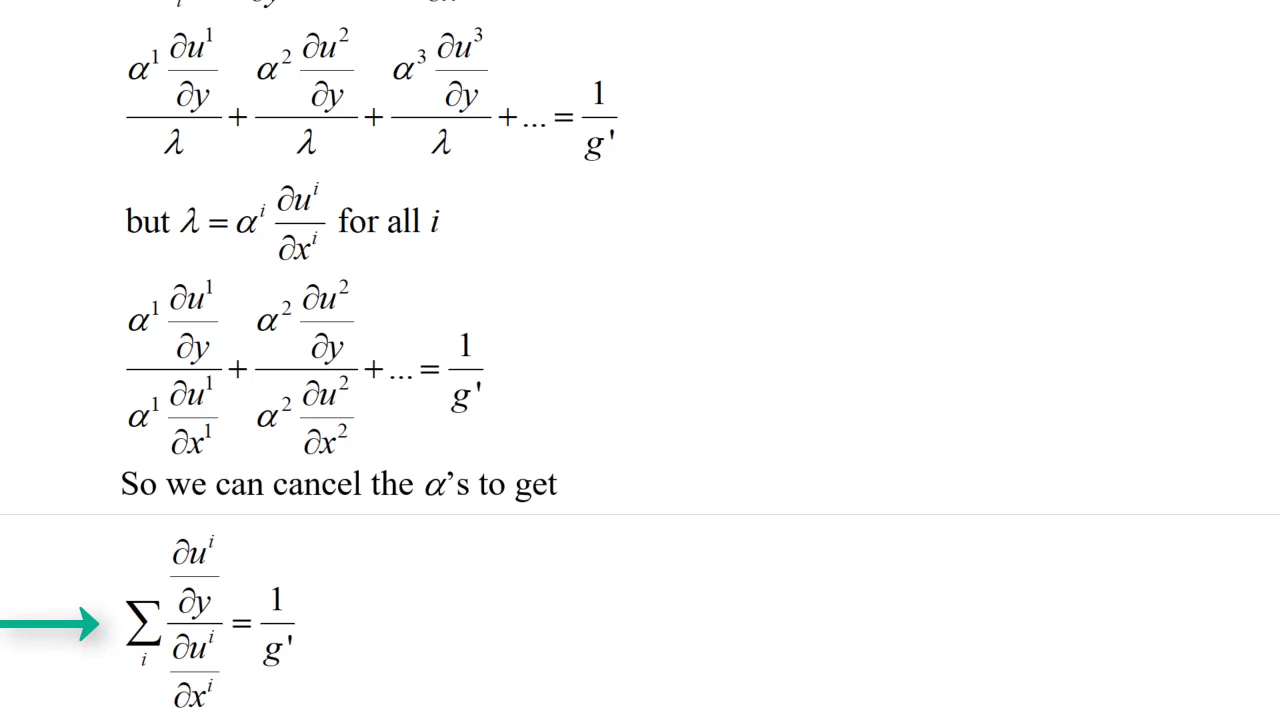 α¹ ∂u¹/∂y / λ + α² ∂u²/∂y / λ + α³ ∂u³/∂y / λ + ... = 1 / g'
but λ = αⁱ ∂uⁱ/∂xⁱ for all i
α¹ ∂u¹/∂y / α¹ ∂u¹/∂x¹ + α² ∂u²/∂y / α² ∂u²/∂x² + ... = 1 / g'
So we can cancel the α’s to get
∑ᵢ ∂uⁱ/∂y / ∂uⁱ/∂xⁱ = 1 / g'